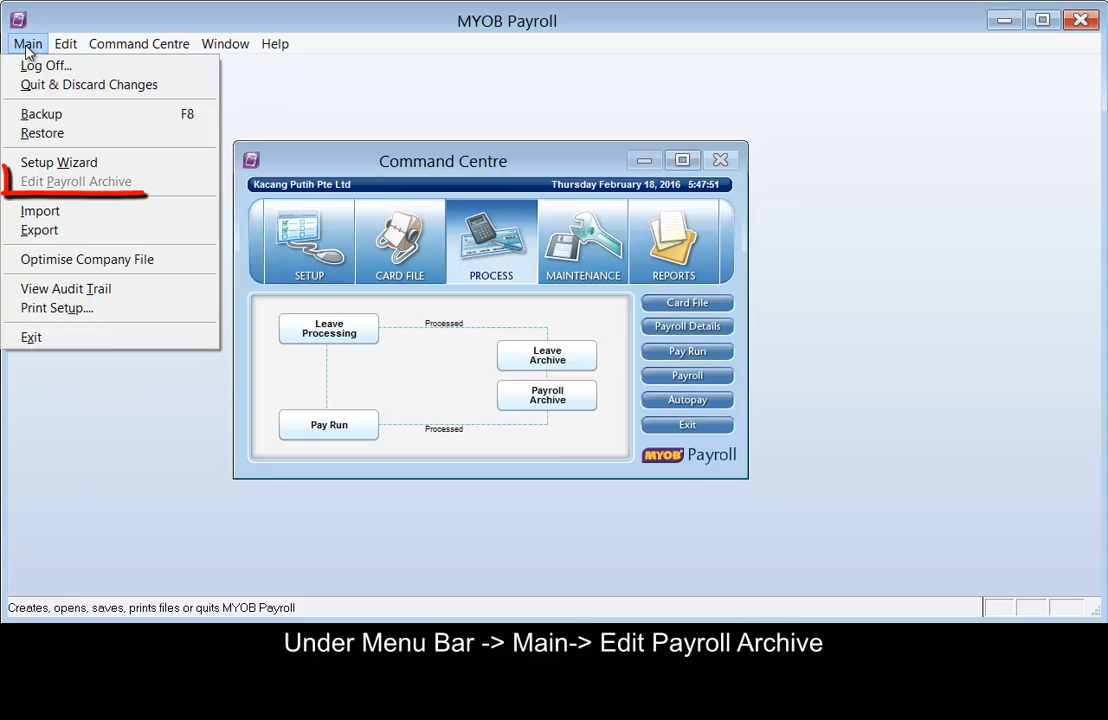 MYOB Payroll
Main Edit Command Centre Window Help
Log Off...
Quit & Discard Changes
Backup F8
Restore
Setup Wizard
Edit Payroll Archive
Import
Export
Optimise Company File
View Audit Trail
Print Setup....
Exit
Command Centre
Kacang Putih Pte Ltd Thursday February 18, 2016 5:47:51
SETUP CARD FILE PROCESS MAINTENANCE REPORTS
Leave
Processing
Processed
Leave
Archive
Payroll
Archive
Pay Run
Processed
Card File
Payroll Details
Pay Run
Payroll
Autopay
Exit
MYOB Payroll
Creates, opens, saves, prints files or quits MYOB Payroll
Under Menu Bar -> Main-> Edit Payroll Archive